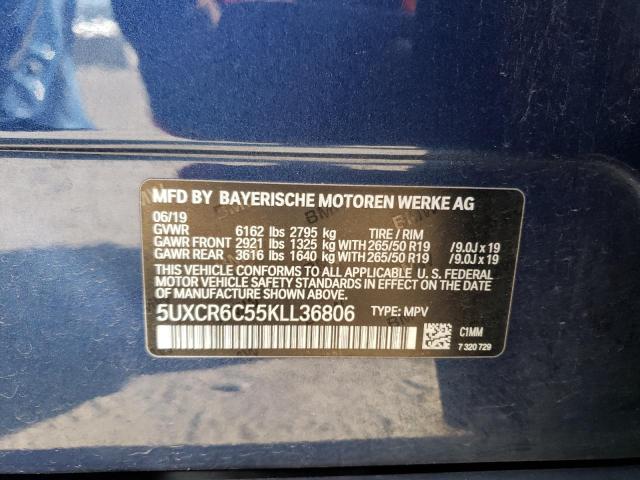 MFD BY BAYERISCHE MOTOREN WERKE AG
06/19
GVWR 6162 lbs 2795 kg TIRE / RIM
GAWR FRONT 2921 lbs 1325 kg WITH 265/50 R19 /9.0J x 19
GAWR REAR 3616 lbs 1640 kg WITH 265/50 R19 /9.0J x 19
THIS VEHICLE CONFORMS TO ALL APPLICABLE U. S. FEDERAL
MOTOR VEHICLE SAFETY STANDARDS IN EFFECT ON THE
DATE OF MANUFACTURE SHOWN ABOVE.
5UXCR6C55KLL36806 TYPE: MPV
C1MM
7 320 729